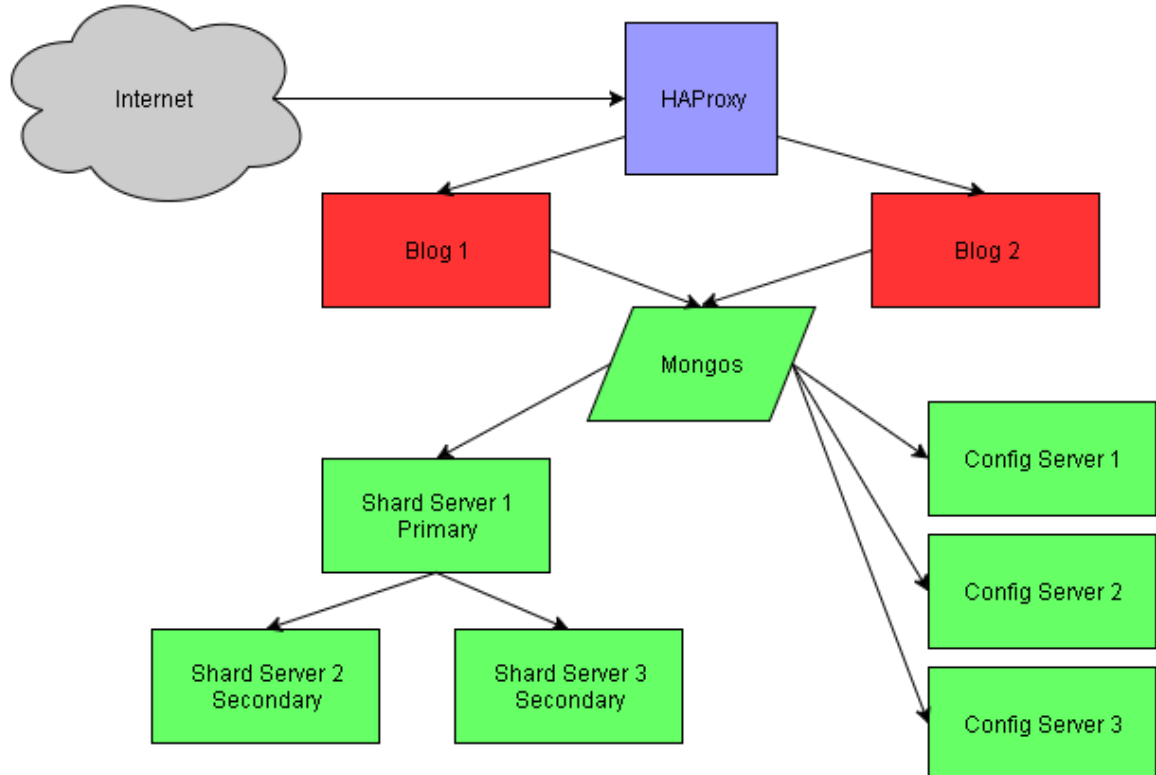 Internet
HAProxy
Blog 1
Blog 2
Mongos
Config Server 1
Shard Server 1
Primary
Config Server 2
Shard Server 2
Secondary
Shard Server 3
Secondary
Config Server 3